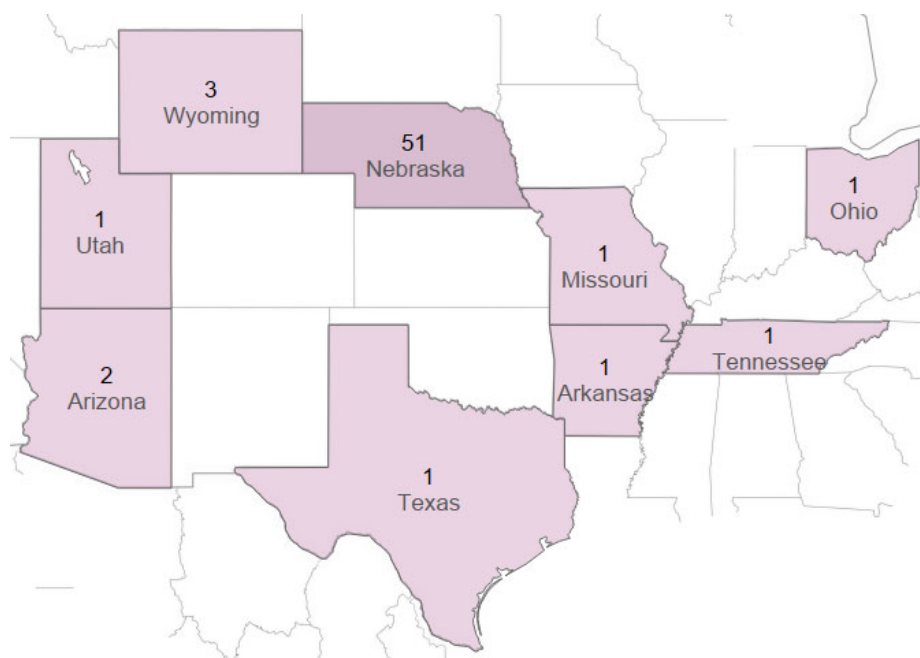 3
Wyoming
51
Nebraska
1
Ohio
1
Utah
1
Missouri
1
Tennessee
2
Arizona
1
Arkansas
1
Texas